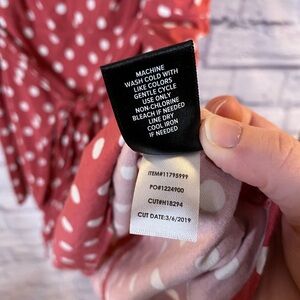 MACHINE
WASH COLD WITH
LIKE COLORS
GENTLE CYCLE
USE ONLY
NON-CHLORINE
BLEACH IF NEEDED
LINE DRY
COOL IRON
IF NEEDED
ITEM#11795999
PO#1224900
CUT#H18294
CUT DATE:3/6/2019